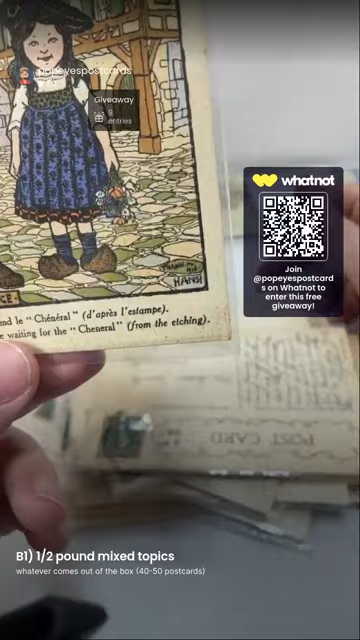 popeyespostcards
Giveaway
8
entries
whatnot
Join
@popeyespostcard
s on Whatnot to
enter this free
giveaway!
HANSI
CE.
end le "Chénéral" (d'après l'estampe).
e waiting for the "Cheneral" (from the etching).
POST CARD
B1) 1/2 pound mixed topics
whatever comes out of the box (40-50 postcards)